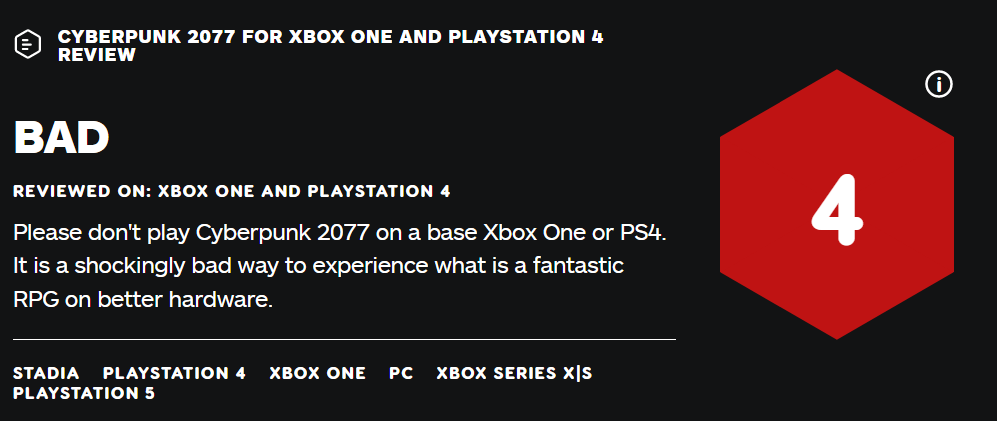 CYBERPUNK 2077 FOR XBOX ONE AND PLAYSTATION 4
REVIEW
BAD
REVIEWED ON: XBOX ONE AND PLAYSTATION 4
Please don't play Cyberpunk 2077 on a base Xbox One or PS4.
It is a shockingly bad way to experience what is a fantastic
RPG on better hardware.
STADIA PLAYSTATION 4 XBOX ONE PC XBOX SERIES X|S
PLAYSTATION 5
4